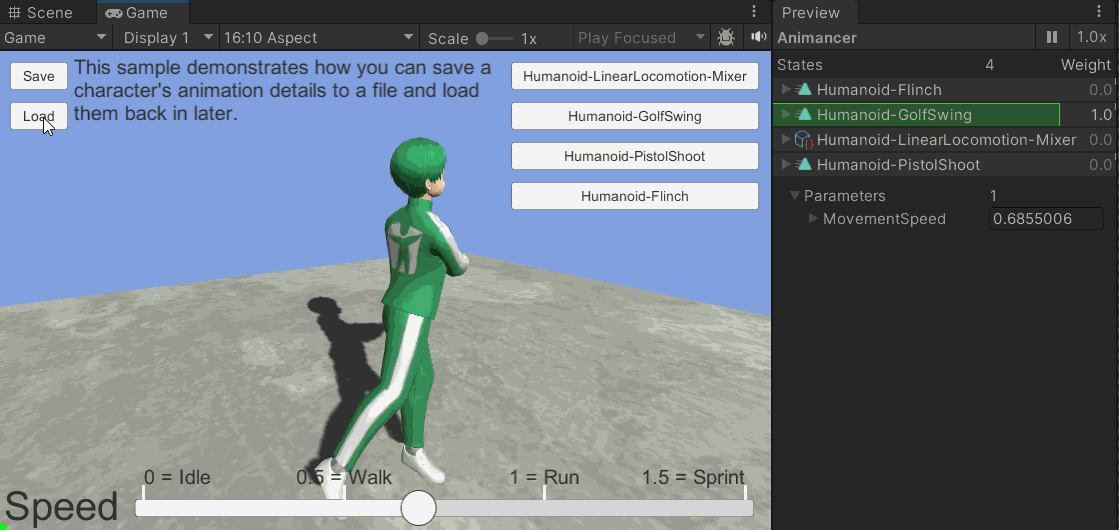 Scene
Game
Game
Display 1
16:10 Aspect
Scale
1x
Play Focused
Save
Load
This sample demonstrates how you can save a
character's animation details to a file and load
them back in later.
Humanoid-LinearLocomotion-Mixer
Humanoid-GolfSwing
Humanoid-PistolShoot
Humanoid-Flinch
0 = Idle
0.5 = Walk
1 = Run
1.5 = Sprint
Speed
Preview
Animancer
1.0x
States 4 Weight
Humanoid-Flinch 0.0
Humanoid-GolfSwing 1.0
Humanoid-LinearLocomotion-Mixer 0.0
Humanoid-PistolShoot 0.0
Parameters 1
MovementSpeed 0.6855006